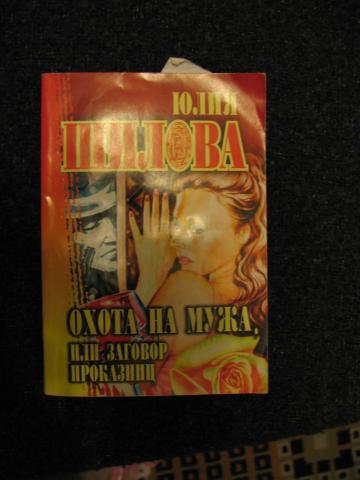 ЮЛИЯ
ШИЛОВА
ОХОТА НА МУЖА,
ИЛИ ЗАГОВОР
ПРОКАЗНИЦ